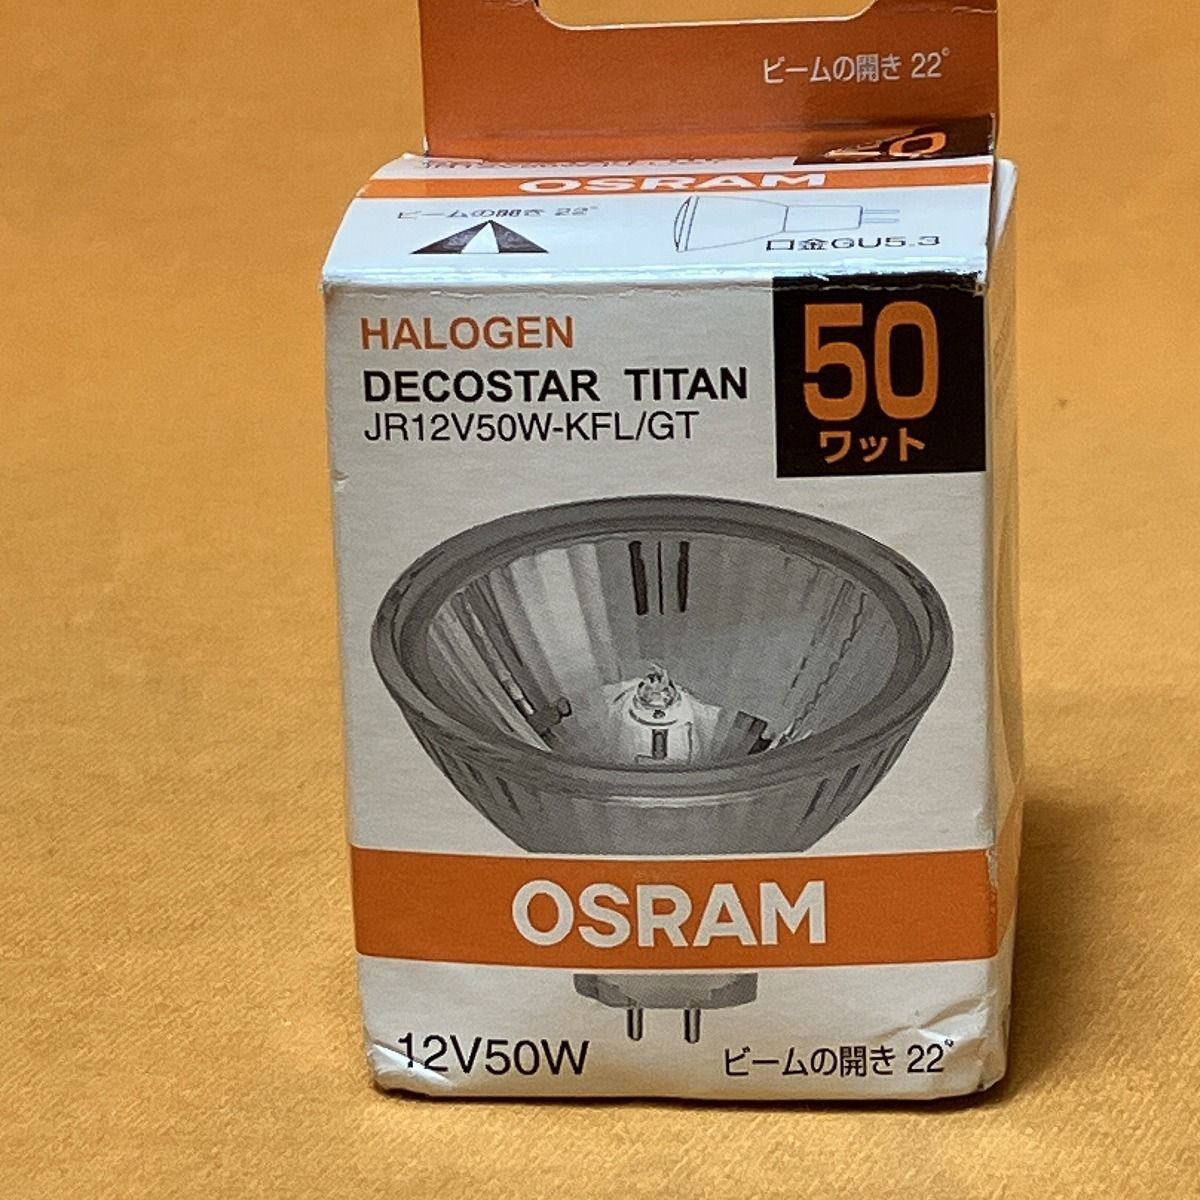 ビームの開き 22°
OSRAM
ビームの開き 22°
口金GU5.3
HALOGEN
DECOSTAR TITAN
JR12V50W-KFL/GT
50
ワット
OSRAM
12V50W
ビームの開き 22°